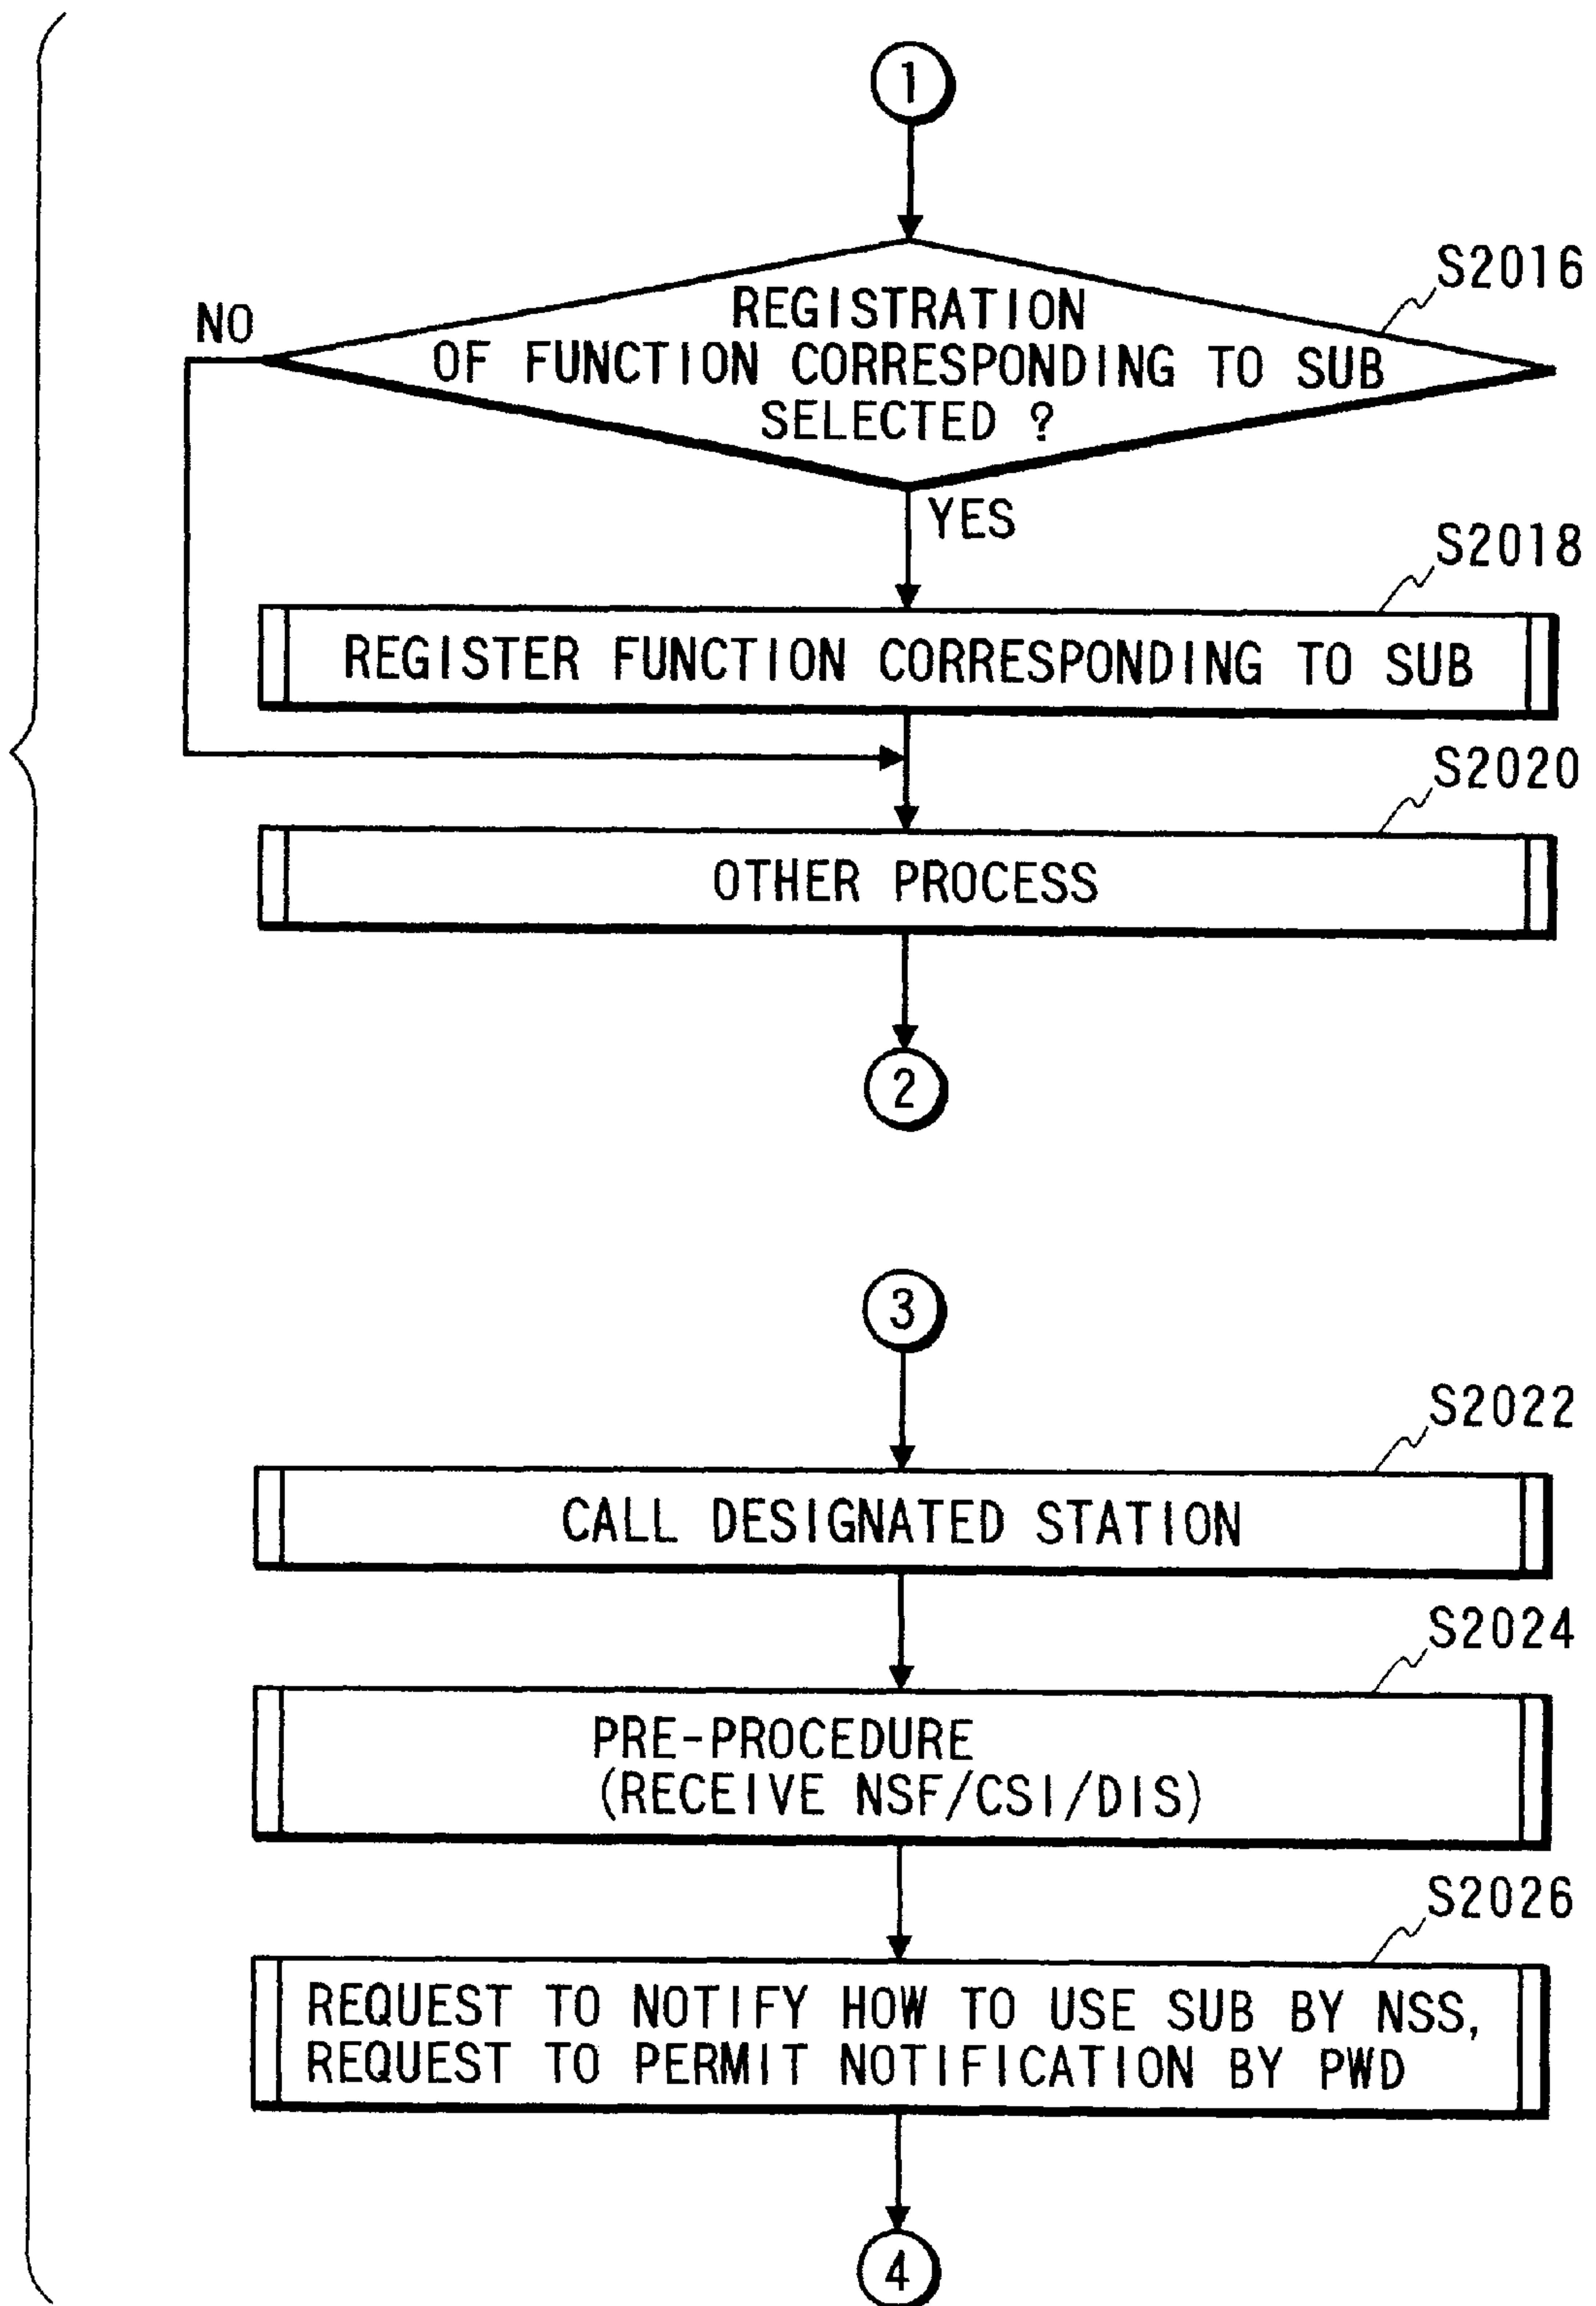 1
S2016
NO
REGISTRATION
OF FUNCTION CORRESPONDING TO SUB
SELECTED ?
YES
S2018
REGISTER FUNCTION CORRESPONDING TO SUB
S2020
OTHER PROCESS
2
3
S2022
CALL DESIGNATED STATION
S2024
PRE-PROCEDURE
(RECEIVE NSF/CSI/DIS)
S2026
REQUEST TO NOTIFY HOW TO USE SUB BY NSS,
REQUEST TO PERMIT NOTIFICATION BY PWD
4